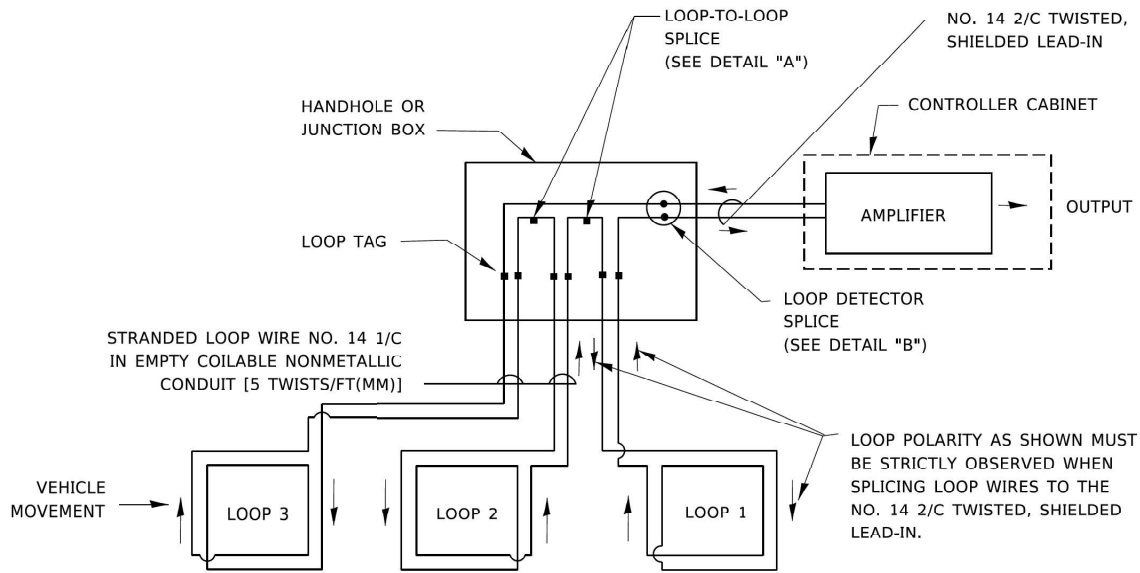 LOOP-TO-LOOP
SPLICE
(SEE DETAIL "A")
NO. 14 2/C TWISTED,
SHIELDED LEAD-IN
HANDHOLE OR
JUNCTION BOX
CONTROLLER CABINET
AMPLIFIER
OUTPUT
LOOP TAG
LOOP DETECTOR
SPLICE
(SEE DETAIL "B")
STRANDED LOOP WIRE NO. 14 1/C
IN EMPTY COILABLE NONMETALLIC
CONDUIT [5 TWISTS/FT(MM)]
LOOP POLARITY AS SHOWN MUST
BE STRICTLY OBSERVED WHEN
SPLICING LOOP WIRES TO THE
NO. 14 2/C TWISTED, SHIELDED
LEAD-IN.
VEHICLE
MOVEMENT
LOOP 3
LOOP 2
LOOP 1